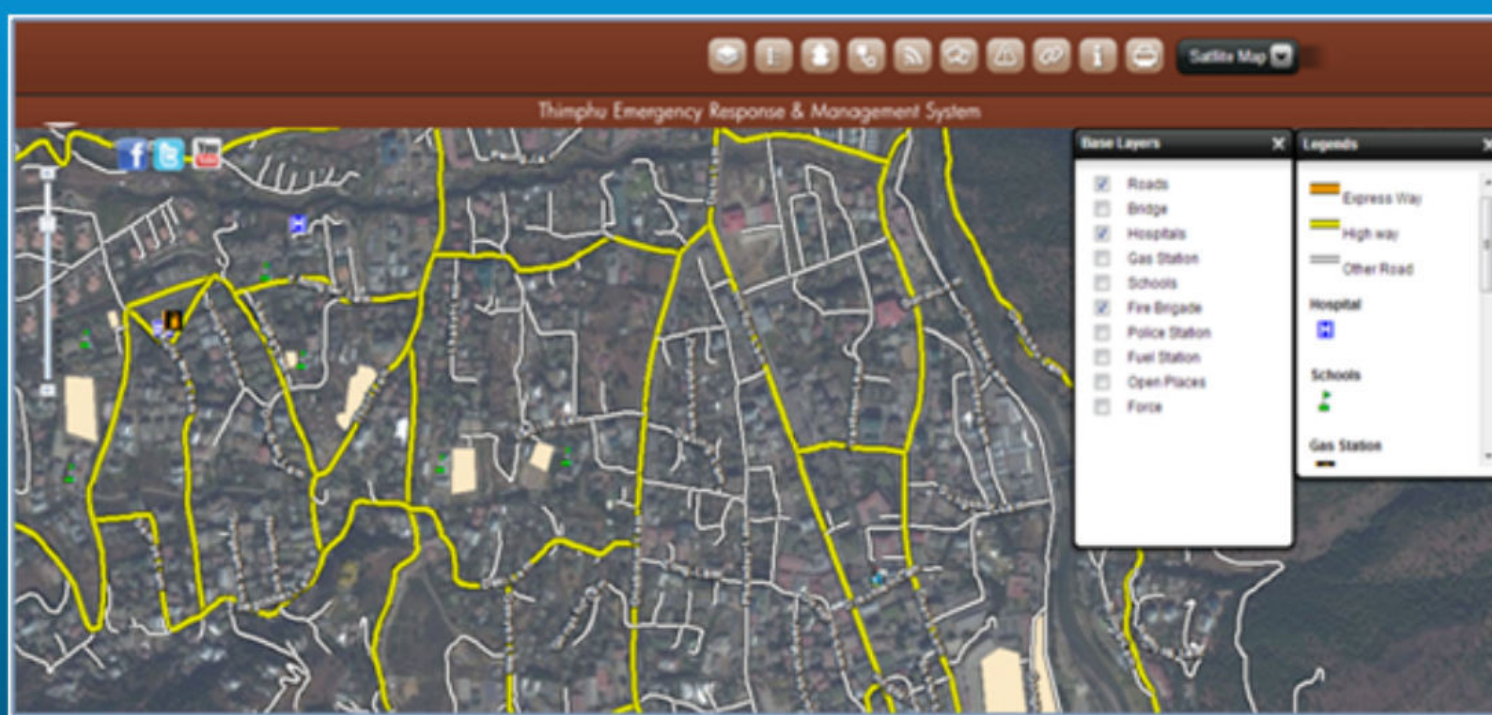 Satllite Map
Thimphu Emergency Response & Management System
f
t
You
Base Layers
Roads
Bridge
Hospitals
Gas Station
Schools
Fire Brigade
Police Station
Fuel Station
Open Places
Force
Legends
Express Way
High way
Other Road
Hospital
H
Schools
Gas Station